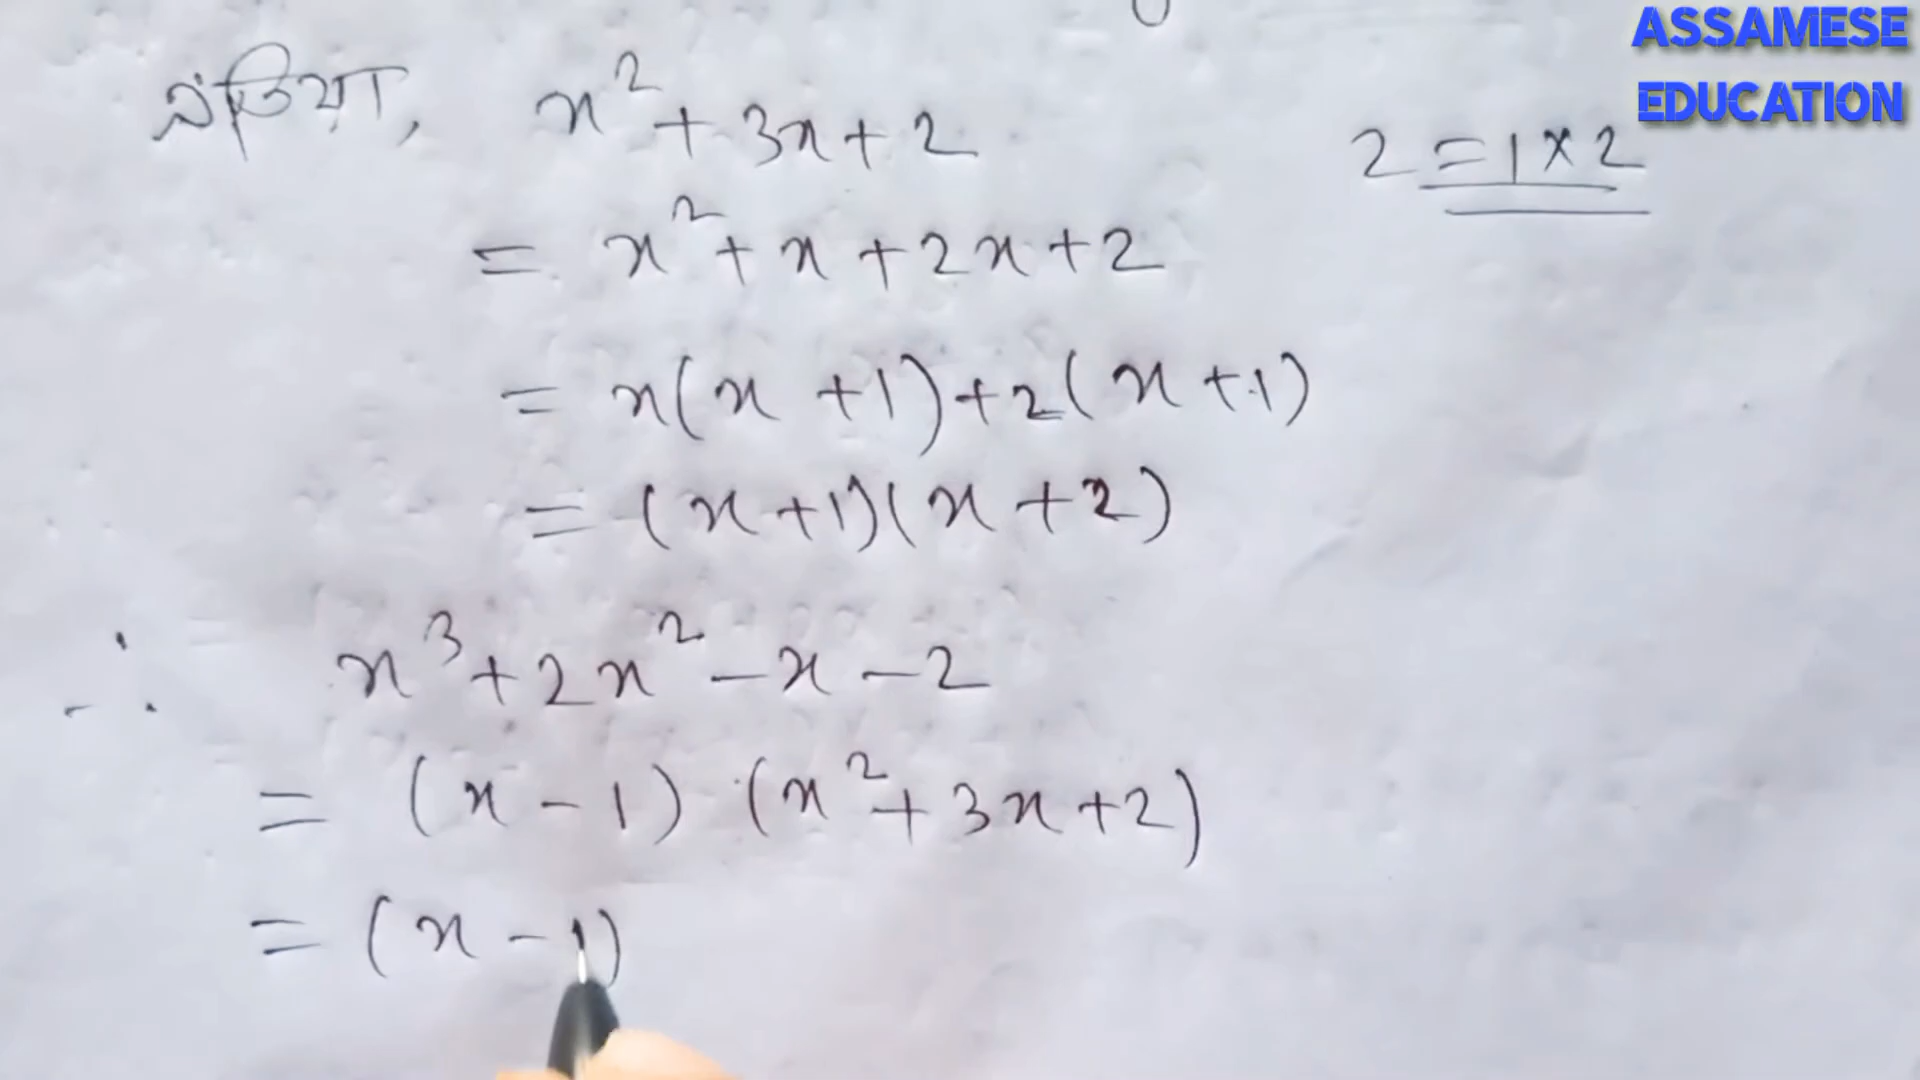 এতিয়া, x² + 3x + 2
2 = 1 × 2
= x² + x + 2x + 2
= x(x + 1) + 2(x + 1)
= (x + 1)(x + 2)
∴ x³ + 2x² - x - 2
= (x - 1) (x² + 3x + 2)
= (x - 1)
ASSAMESE
EDUCATION